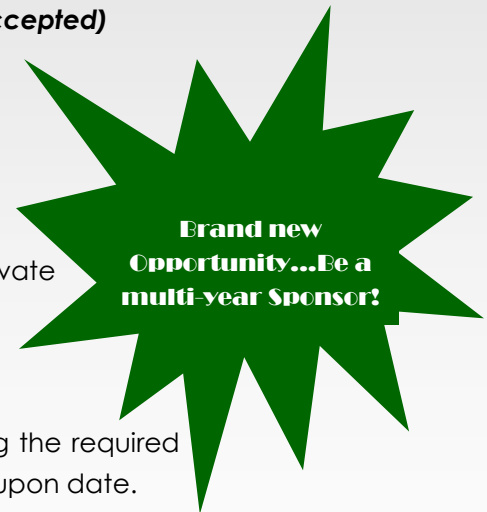 ccepted)
Brand new
Opportunity...Be a
vate
multi-year Sponsor!
g the required
upon date.